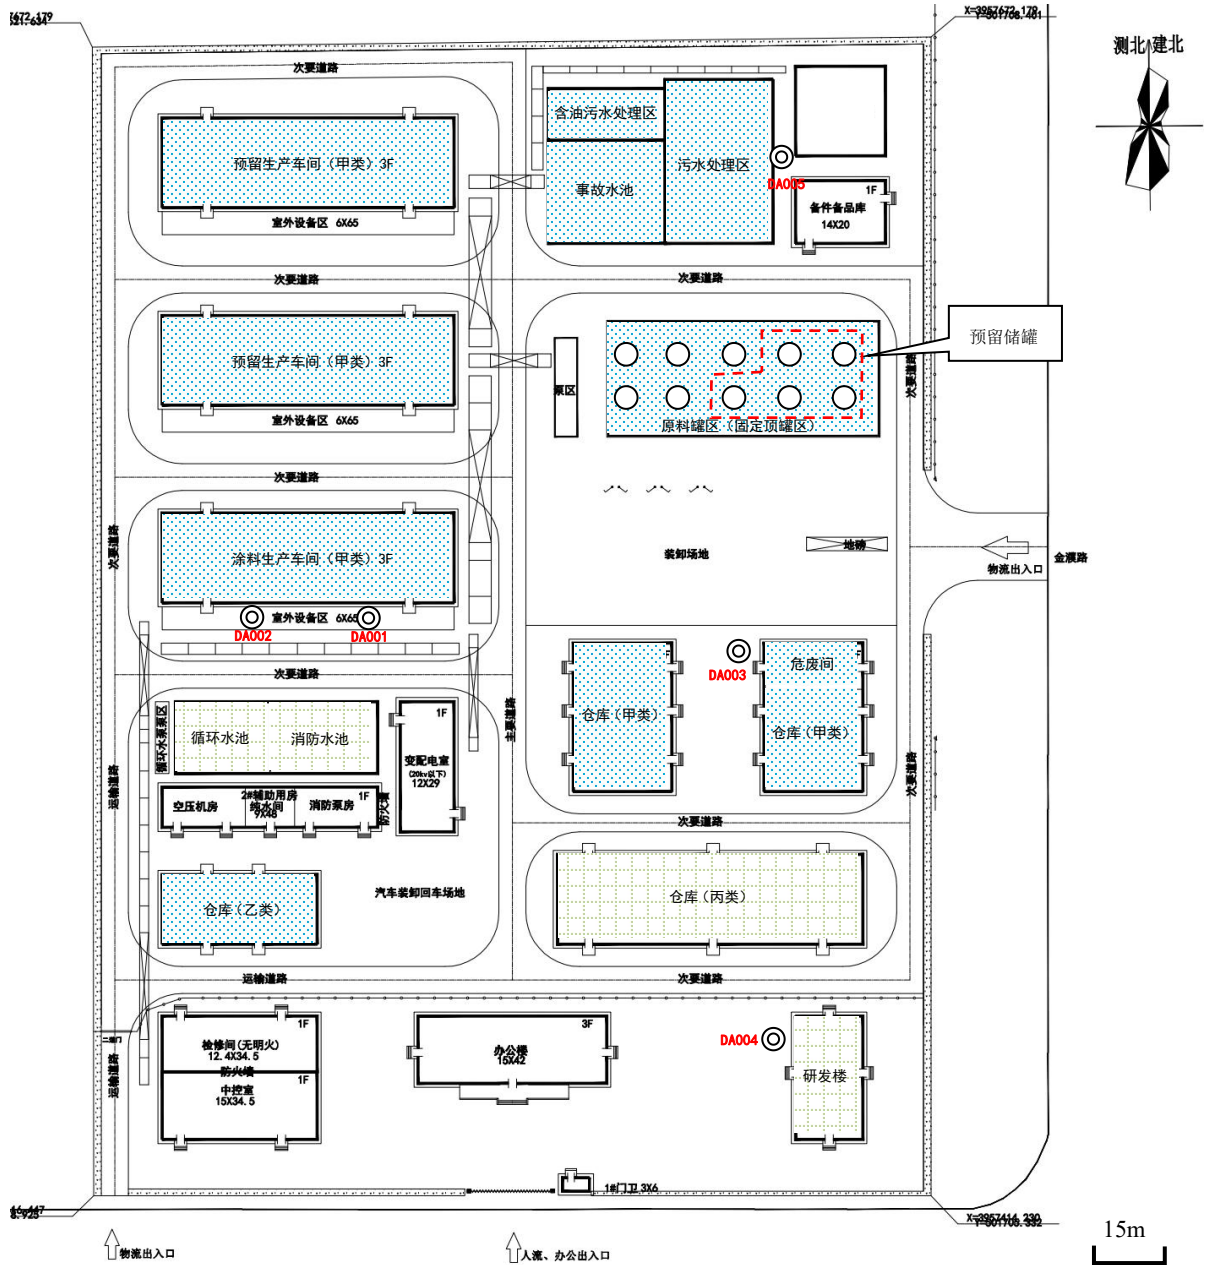 7672.179
X=3957672.179
Y=501708.401
测北 建北
次要道路
含油污水处理区
预留生产车间（甲类）3F
污水处理区
事故水池
DA005
1F
备件备品库
14X20
室外设备区 6X65
次要道路
次要道路
预留储罐
预留生产车间（甲类）3F
泵区
次要道路
原料罐区（固定顶罐区）
室外设备区 6X65
次要道路
次要道路
涂料生产车间（甲类）3F
装卸场地
地磅
物流出入口
金濮路
室外设备区 6X65
DA002
DA001
DA003
危废间
次要道路
循环水泵区
循环水池
消防水池
1F
主要道路
仓库（甲类）
仓库（甲类）
变配电室
(20kv以下)
12X29
运输道路
次要道路
2#辅助用房
1F
空压机房
纯水间
消防泵房
9X48
防火墙
次要道路
仓库（乙类）
汽车装卸回车场地
仓库（丙类）
运输道路
次要道路
1F
3F
检修间(无明火)
12.4X34.5
防火墙
1F
中控室
15X34.5
办公楼
15X42
DA004
研发楼
运输道路
1#门卫 3X6
X=3957414.230
物流出入口
人流、办公出入口
15m